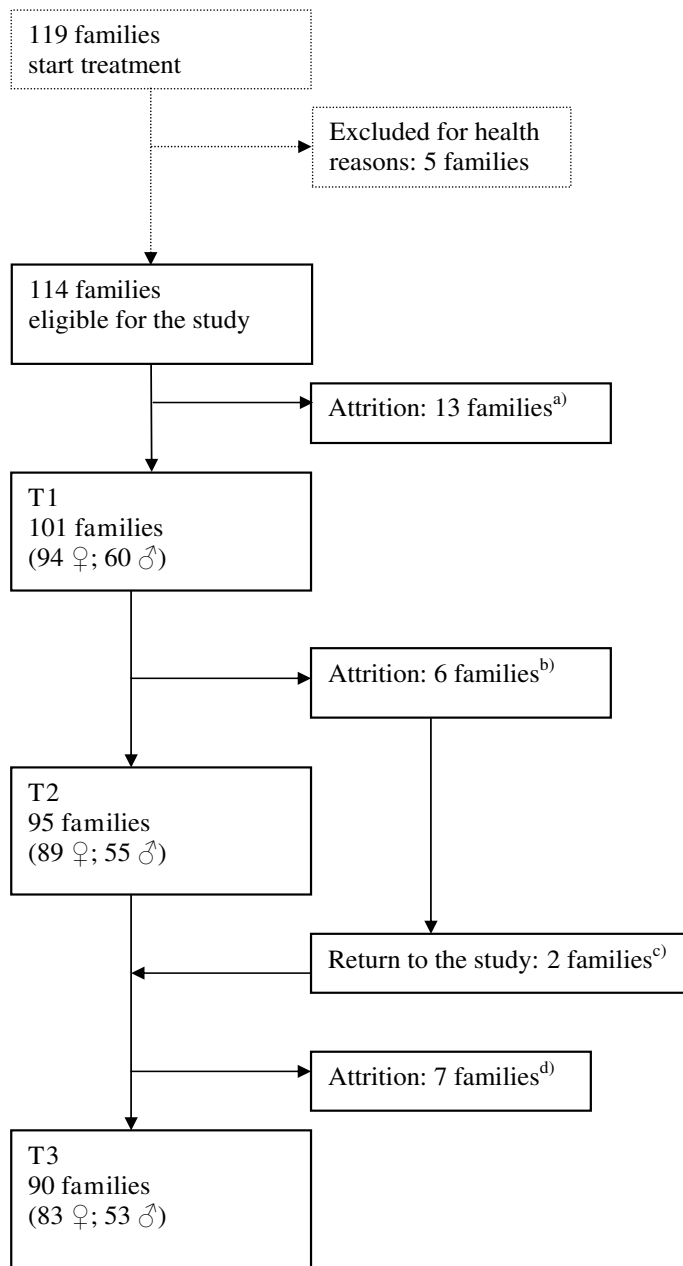 119 families
start treatment
Excluded for health
reasons: 5 families
114 families
eligible for the study
Attrition: 13 families a)
T1
101 families
(94 ♀; 60 ♂)
Attrition: 6 families b)
T2
95 families
(89 ♀; 55 ♂)
Return to the study: 2 families c)
Attrition: 7 families d)
T3
90 families
(83 ♀; 53 ♂)